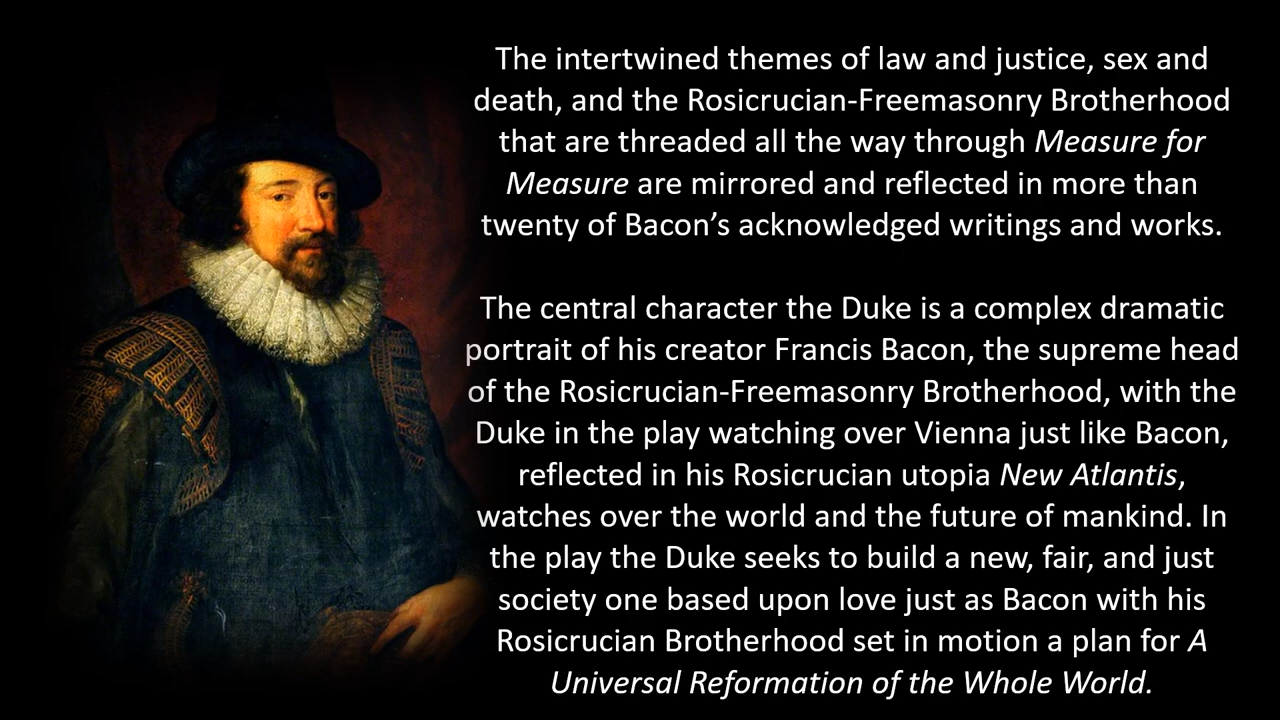 The intertwined themes of law and justice, sex and
death, and the Rosicrucian-Freemasonry Brotherhood
that are threaded all the way through Measure for
Measure are mirrored and reflected in more than
twenty of Bacon’s acknowledged writings and works.
The central character the Duke is a complex dramatic
portrait of his creator Francis Bacon, the supreme head
of the Rosicrucian-Freemasonry Brotherhood, with the
Duke in the play watching over Vienna just like Bacon,
reflected in his Rosicrucian utopia New Atlantis,
watches over the world and the future of mankind. In
the play the Duke seeks to build a new, fair, and just
society one based upon love just as Bacon with his
Rosicrucian Brotherhood set in motion a plan for A
Universal Reformation of the Whole World.